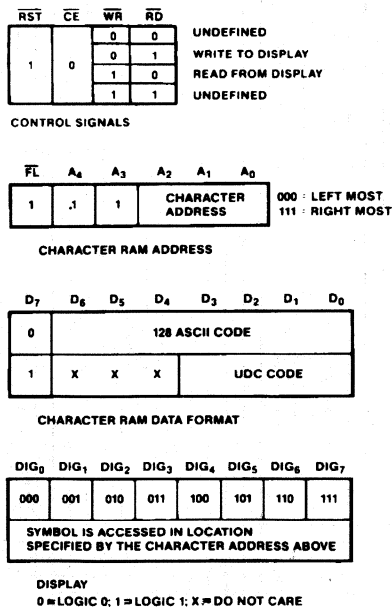 RST CE WR RD
0 0 UNDEFINED
0 1 WRITE TO DISPLAY
1 0
1 0 READ FROM DISPLAY
1 1 UNDEFINED
CONTROL SIGNALS
FL A4 A3 A2 A1 A0
1 .1 1 CHARACTER ADDRESS
000 : LEFT MOST
111 : RIGHT MOST
CHARACTER RAM ADDRESS
D7 D6 D5 D4 D3 D2 D1 D0
0 128 ASCII CODE
1 X X X UDC CODE
CHARACTER RAM DATA FORMAT
DIG0 DIG1 DIG2 DIG3 DIG4 DIG5 DIG6 DIG7
000 001 010 011 100 101 110 111
SYMBOL IS ACCESSED IN LOCATION
SPECIFIED BY THE CHARACTER ADDRESS ABOVE
DISPLAY
0 = LOGIC 0; 1 = LOGIC 1; X = DO NOT CARE